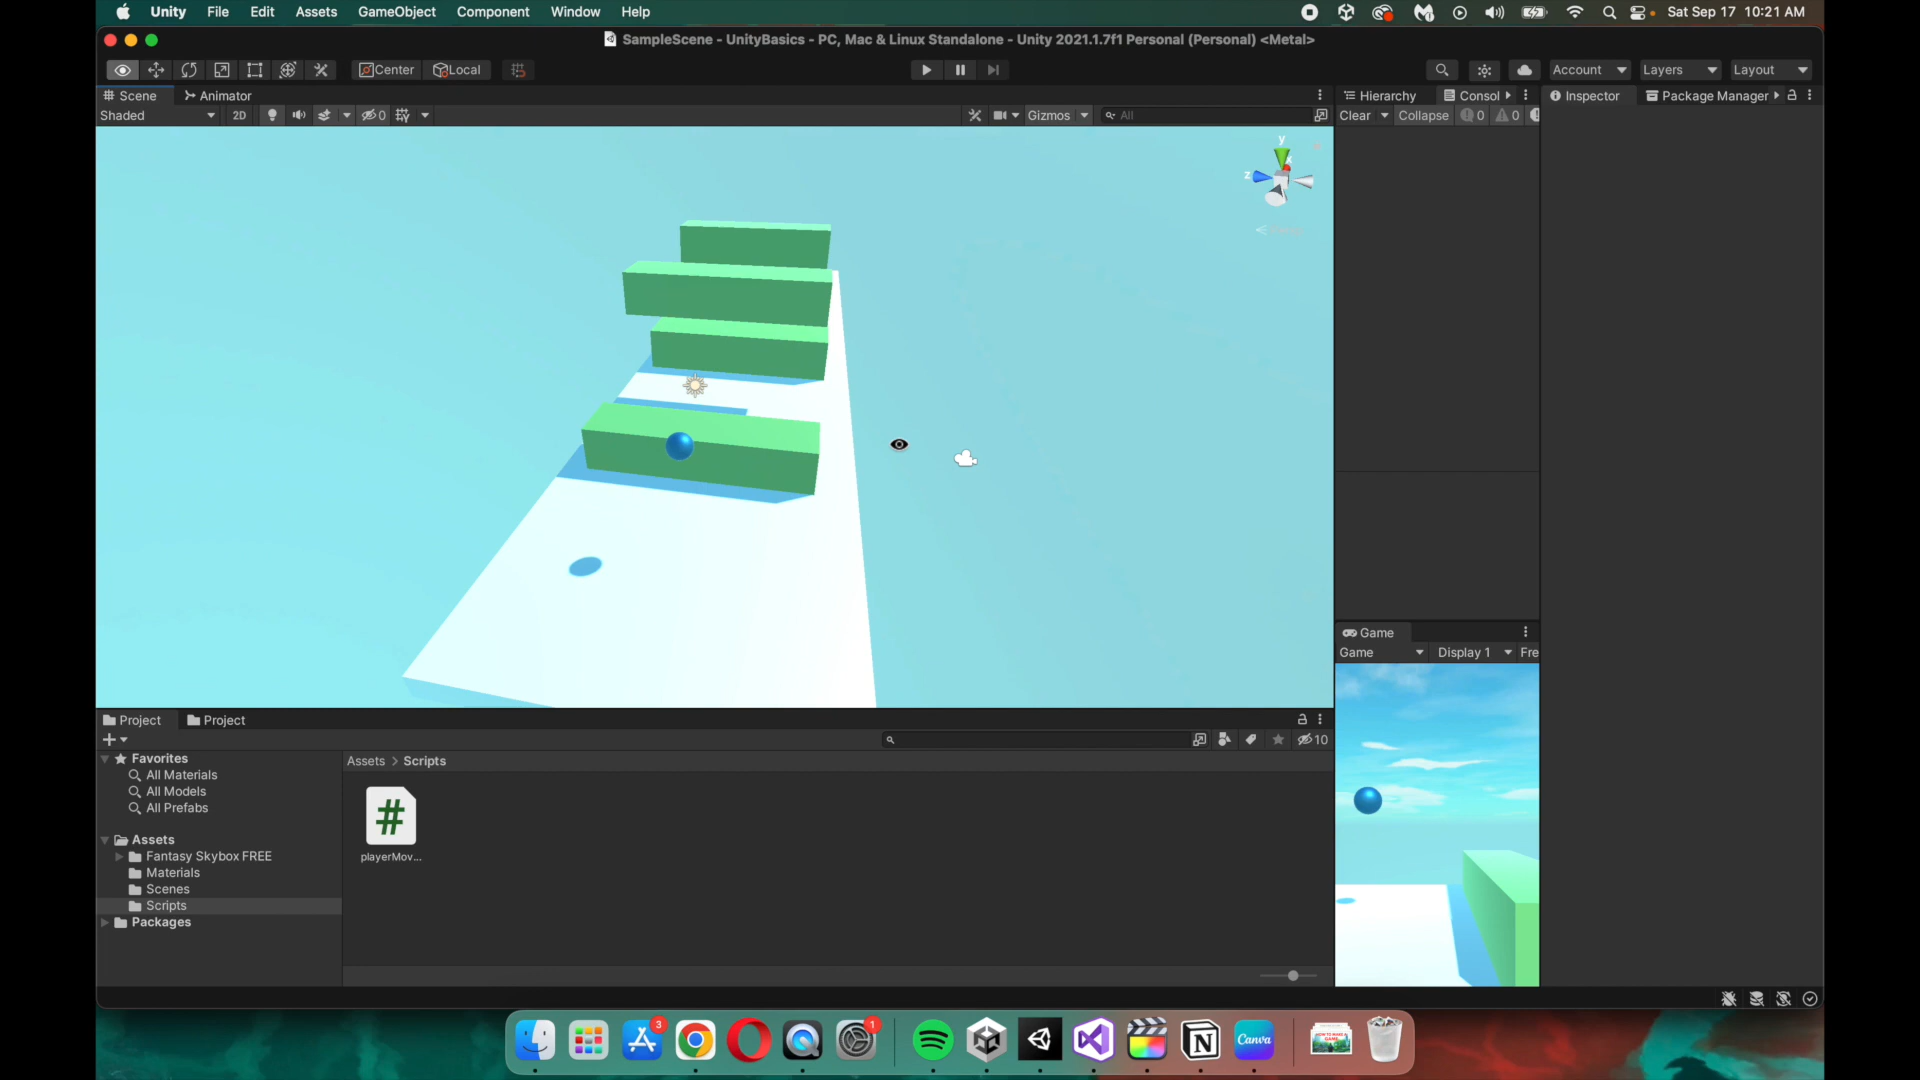 Unity File Edit Assets GameObject Component Window Help Sat Sep 17 10:21 AM
SampleScene - UnityBasics - PC, Mac & Linux Standalone - Unity 2021.1.7f1 Personal (Personal) <Metal>
Center Local Account Layers Layout
Scene Animator Hierarchy Consol Inspector Package Manager
Shaded 2D 0 Gizmos All Clear Collapse 0 0
y
x
z
Game
Game Display 1 Fre
Project Project
10
Favorites
All Materials
All Models
All Prefabs
Assets
Fantasy Skybox FREE
Materials
Scenes
Scripts
Packages
Assets > Scripts
#
playerMov...
3
1
N
Canva